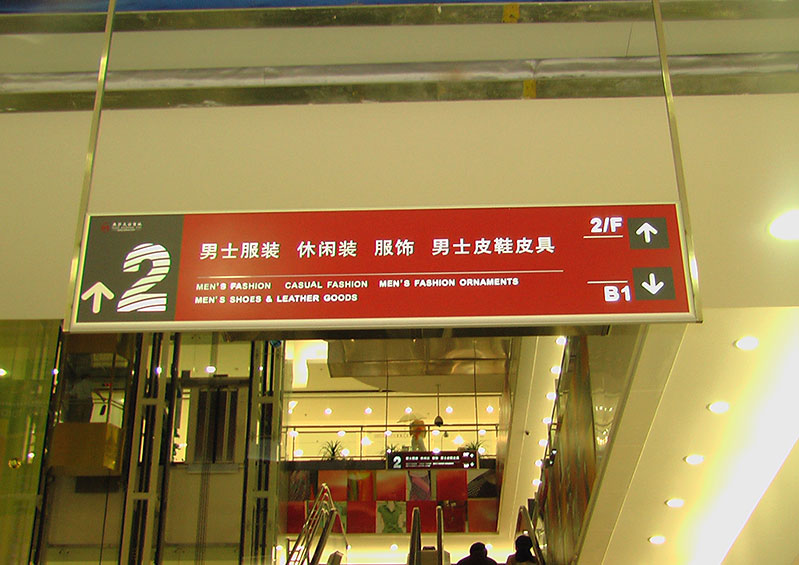 2
男士服装 休闲装 服饰 男士皮鞋皮具
MEN'S FASHION CASUAL FASHION MEN'S FASHION ORNAMENTS
MEN'S SHOES & LEATHER GOODS
2/F ↑
B1 ↓
2